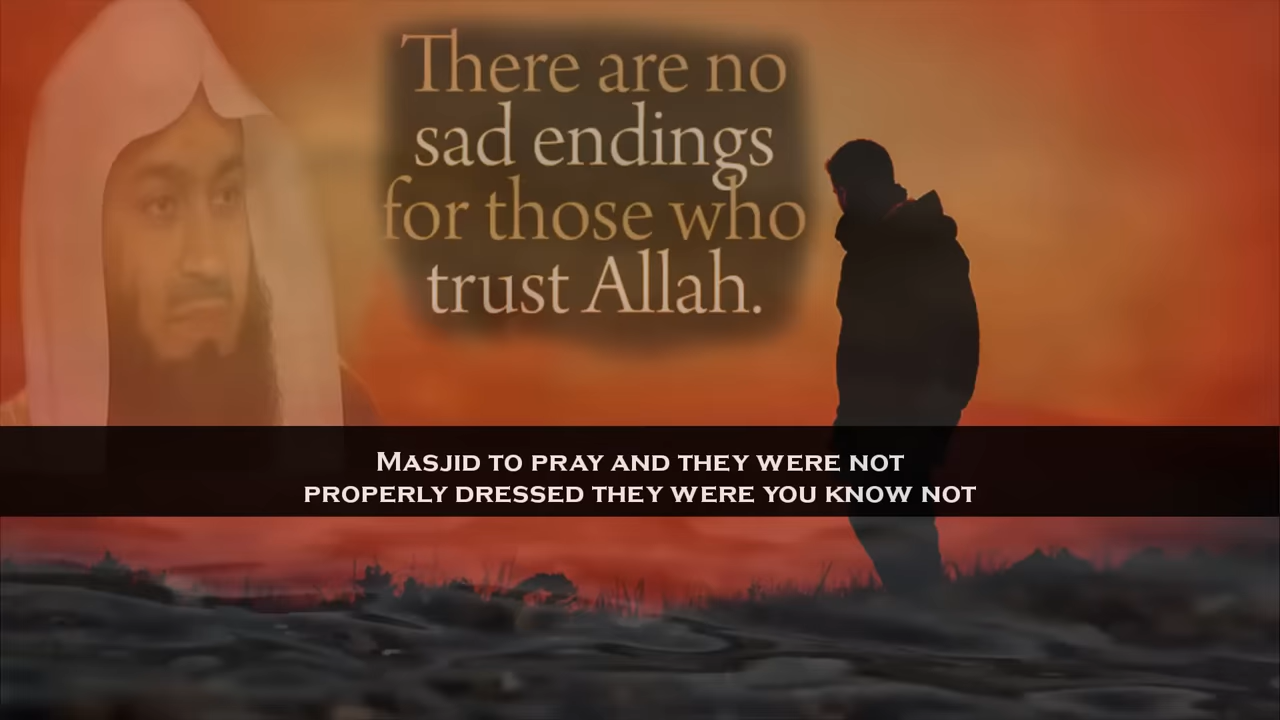 There are no
sad endings
for those who
trust Allah.
Masjid to pray and they were not
properly dressed they were you know not